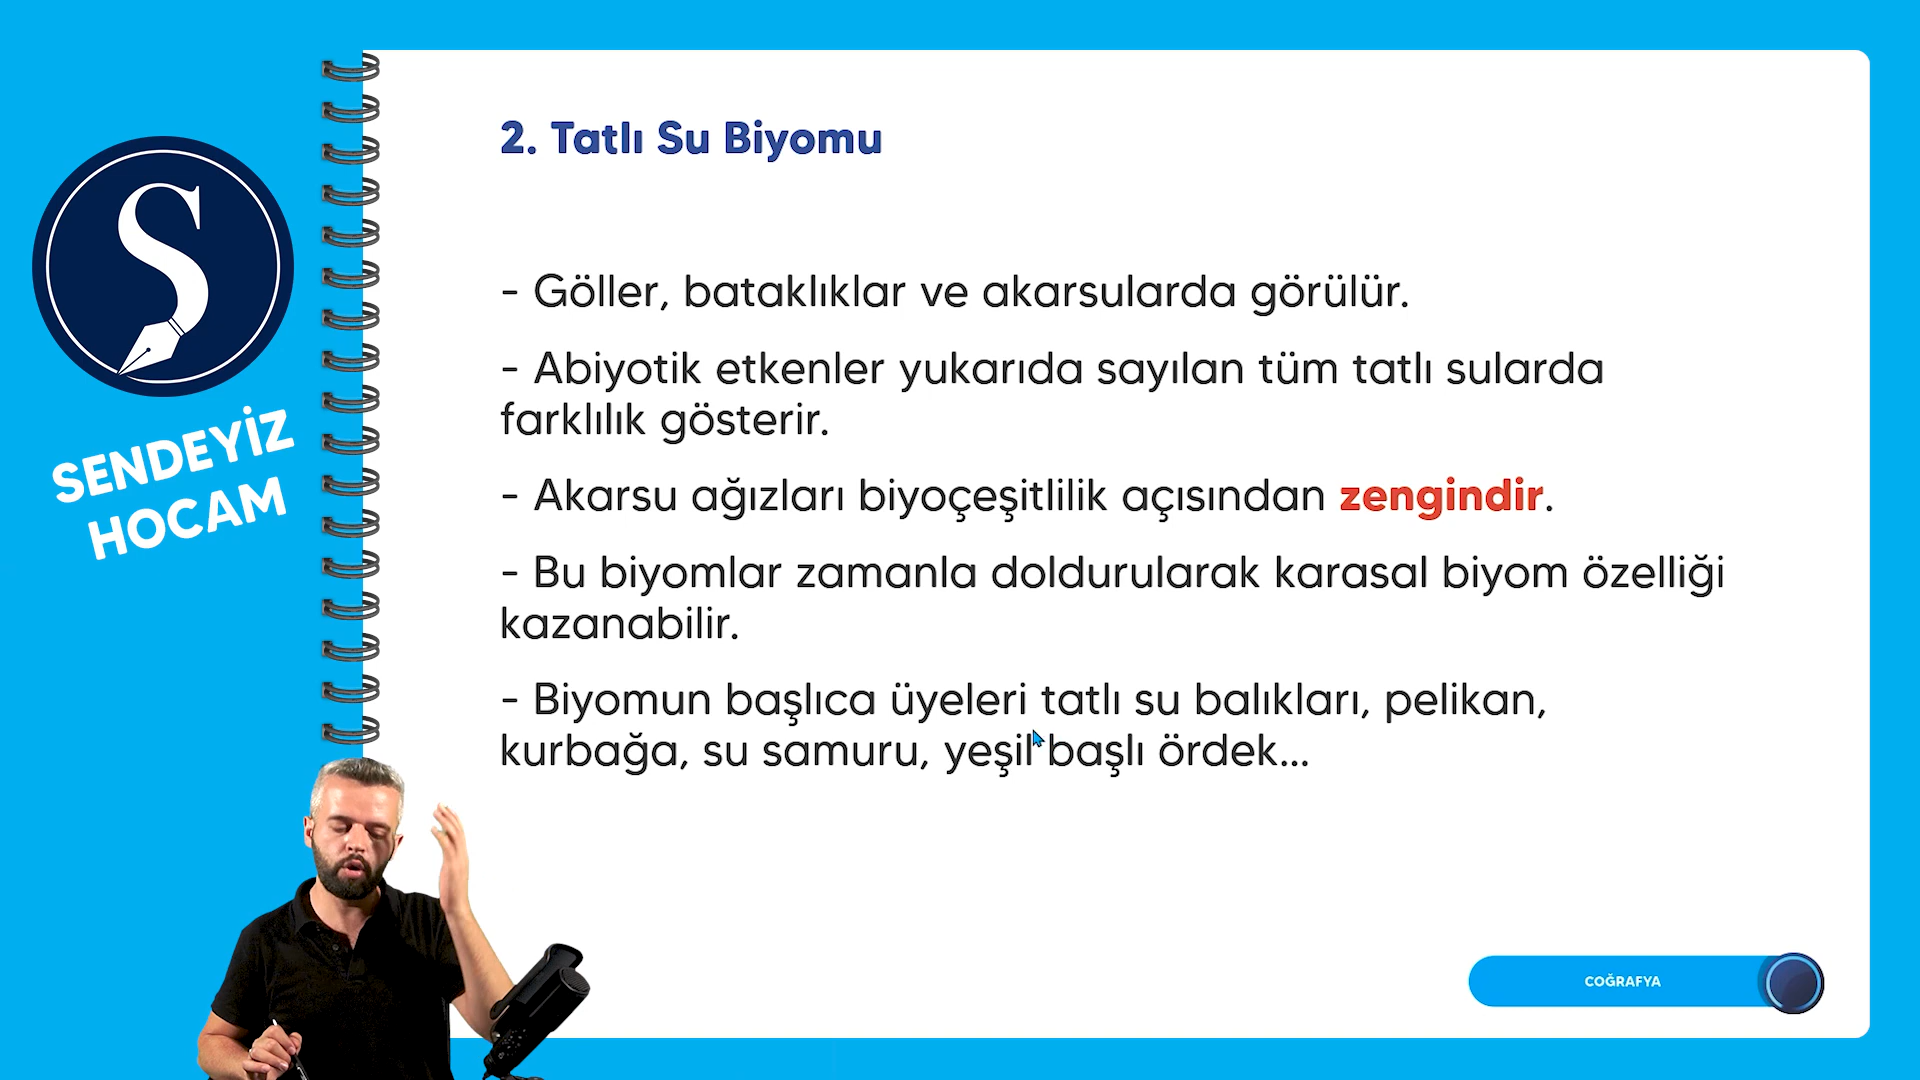 2. Tatlı Su Biyomu
- Göller, bataklıklar ve akarsularda görülür.
- Abiyotik etkenler yukarıda sayılan tüm tatlı sularda
farklılık gösterir.
- Akarsu ağızları biyoçeşitlilik açısından zengindir.
- Bu biyomlar zamanla doldurularak karasal biyom özelliği
kazanabilir.
- Biyomun başlıca üyeleri tatlı su balıkları, pelikan,
kurbağa, su samuru, yeşil başlı ördek...
S
SENDEYİZ
HOCAM
COĞRAFYA